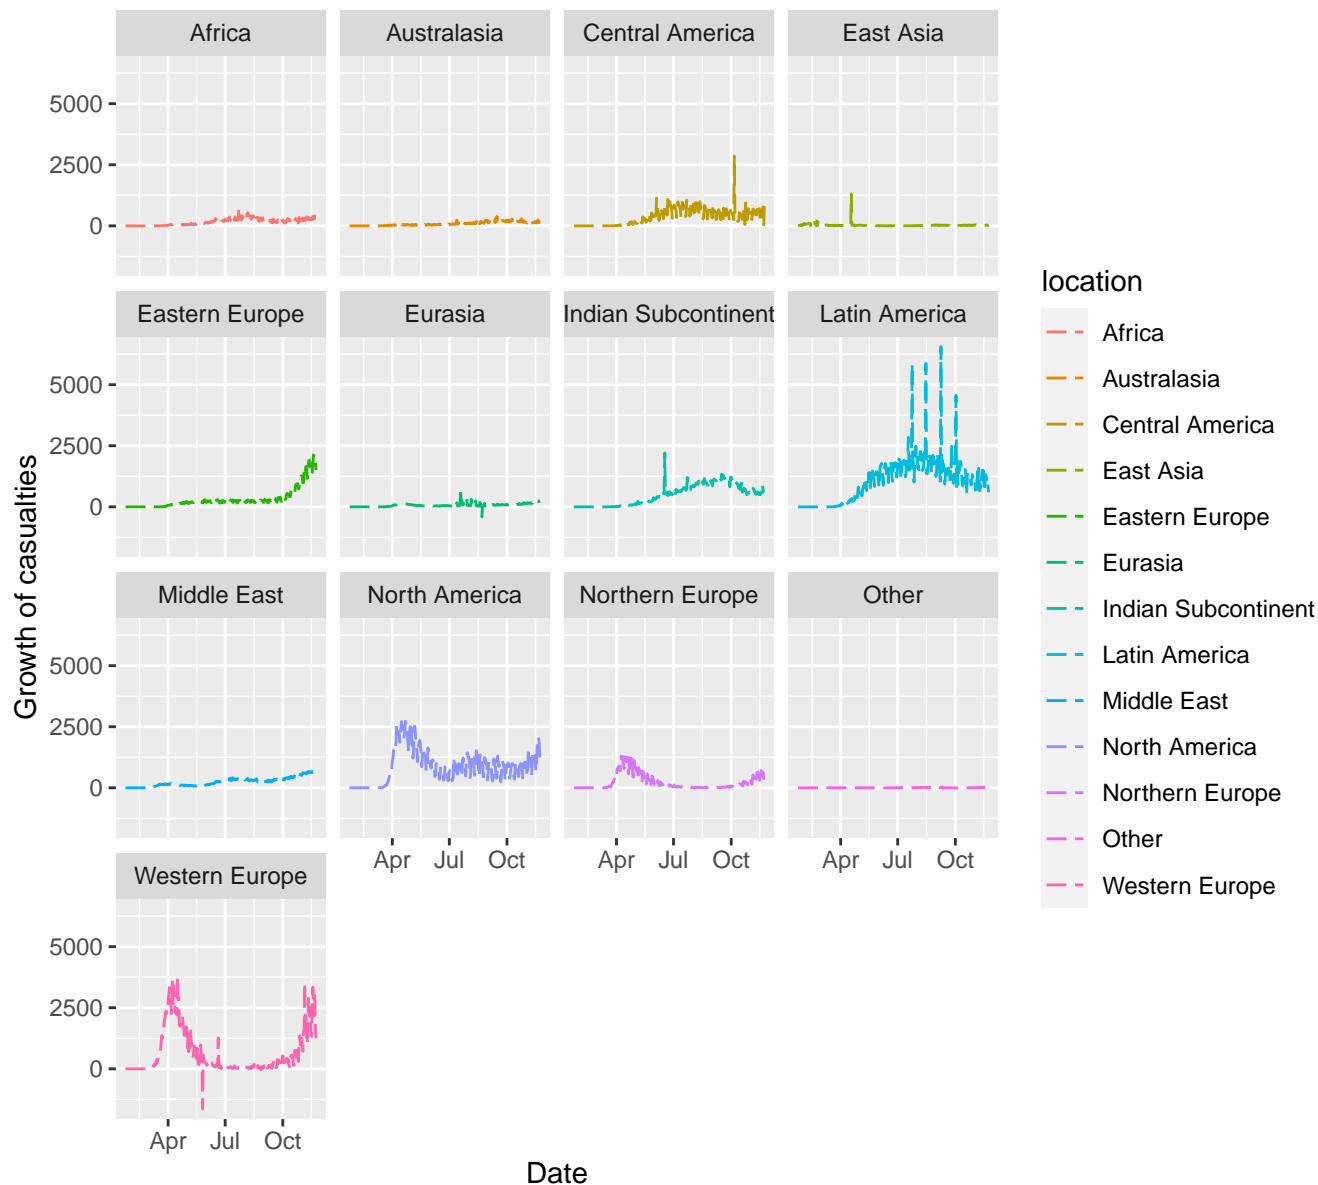 Africa
Australasia
Central America
East Asia
5000
2500
0
Eastern Europe
Eurasia
Indian Subcontinent
Latin America
5000
2500
0
Growth of casualties
Middle East
North America
Northern Europe
Other
5000
2500
0
Apr Jul Oct
Apr Jul Oct
Apr Jul Oct
Western Europe
5000
2500
0
Apr Jul Oct
Date
location
Africa
Australasia
Central America
East Asia
Eastern Europe
Eurasia
Indian Subcontinent
Latin America
Middle East
North America
Northern Europe
Other
Western Europe